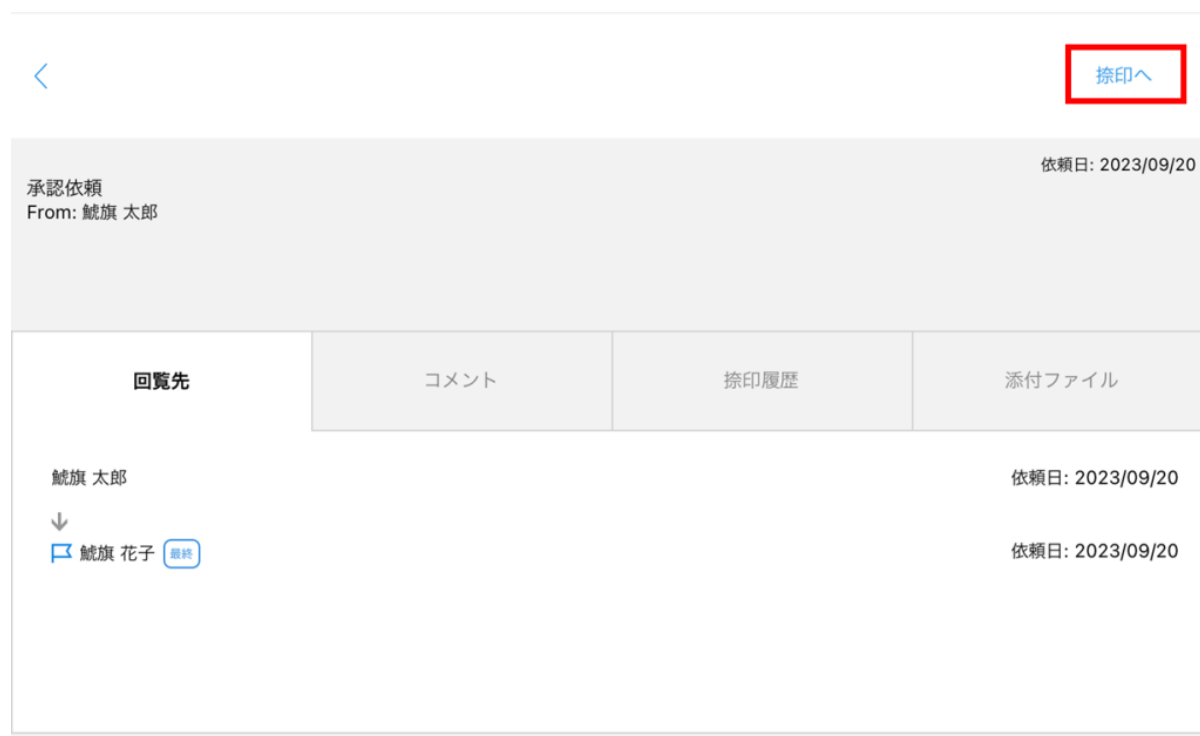 捺印へ
依頼日: 2023/09/20
承認依頼
From: 鯱旗 太郎
回覧先
コメント
捺印履歴
添付ファイル
鯱旗 太郎
依頼日: 2023/09/20
鯱旗 花子 最終
依頼日: 2023/09/20